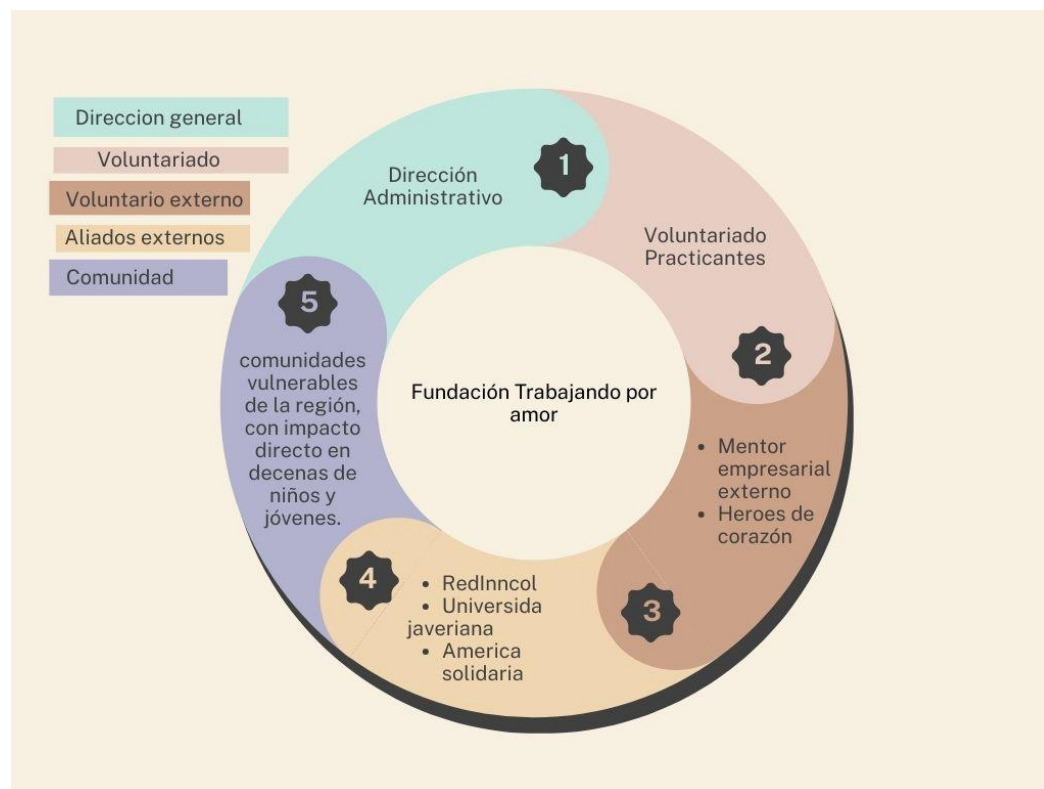 Direccion general
Voluntariado
Voluntario externo
Aliados externos
Comunidad
1
Dirección
Administrativo
Voluntariado
Practicantes
2
• Mentor
empresarial
externo
• Heroes de
corazón
3
• RedInncol
• Universida
javeriana
• America
solidaria
4
5
comunidades
vulnerables
de la región,
con impacto
directo en
decenas de
niños y
jóvenes.
Fundación Trabajando por
amor